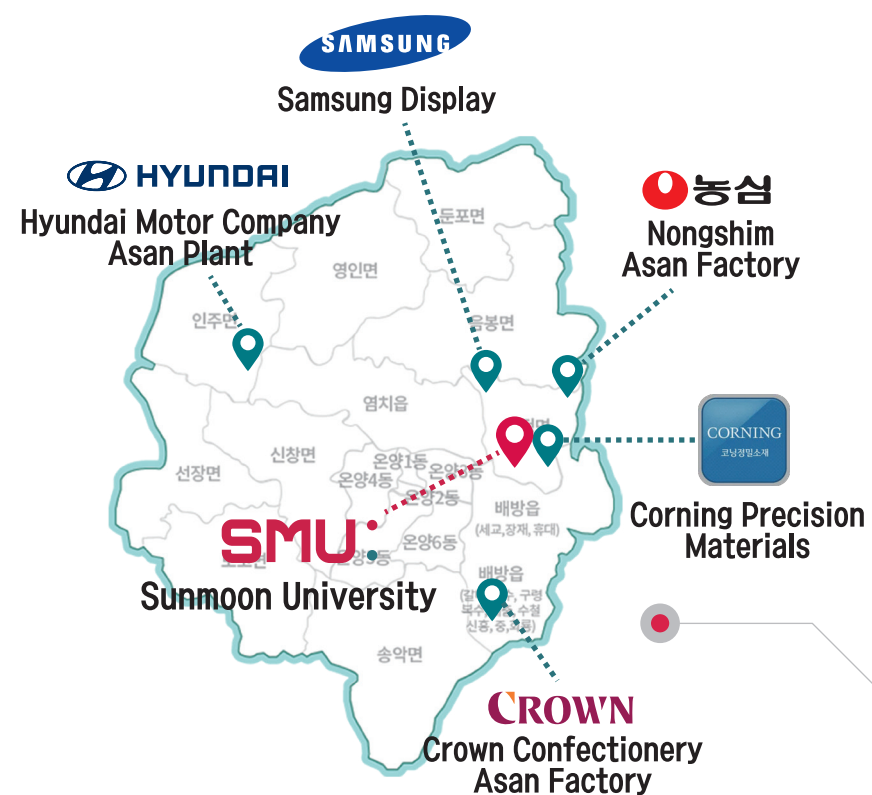 SAMSUNG
Samsung Display
HYUNDAI
Hyundai Motor Company
Asan Plant
농심
Nongshim
Asan Factory
둔포면
영인면
인주면
음봉면
염치읍
CORNING
코닝정밀소재
Corning Precision
Materials
신창면
선장면
온양1동
온양3동
온양4동
온양2동
배방읍
(세교,장재,휴대)
온양6동
SMU
Sunmoon University
배방읍
구령
수철
송악면
CROWN
Crown Confectionery
Asan Factory